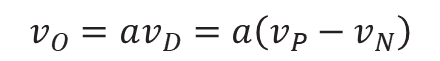 v_O = av_D = a(v_P − v_N)